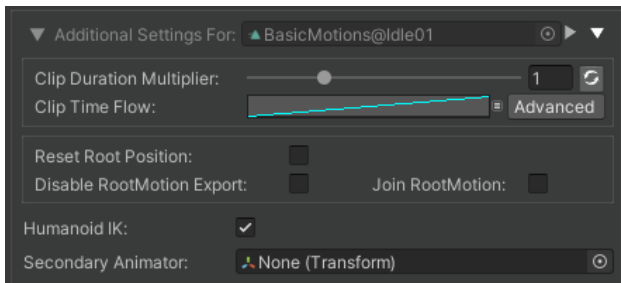 Additional Settings For: BasicMotions@Idle01
Clip Duration Multiplier: 1
Clip Time Flow: Advanced
Reset Root Position:
Disable RootMotion Export: Join RootMotion:
Humanoid IK:
Secondary Animator: None (Transform)